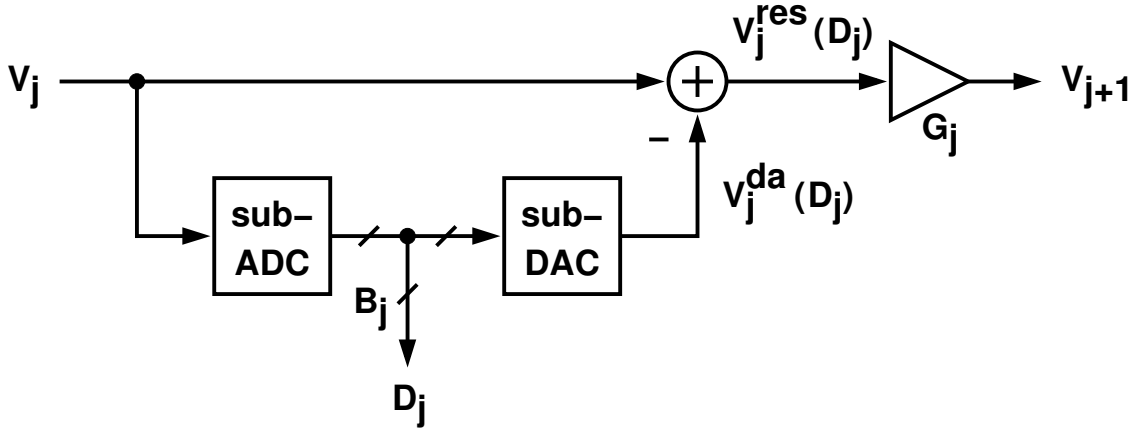 V_j^res (D_j)
V_j
+
V_j+1
G_j
–
V_j^da (D_j)
sub–
ADC
sub–
DAC
B_j
D_j